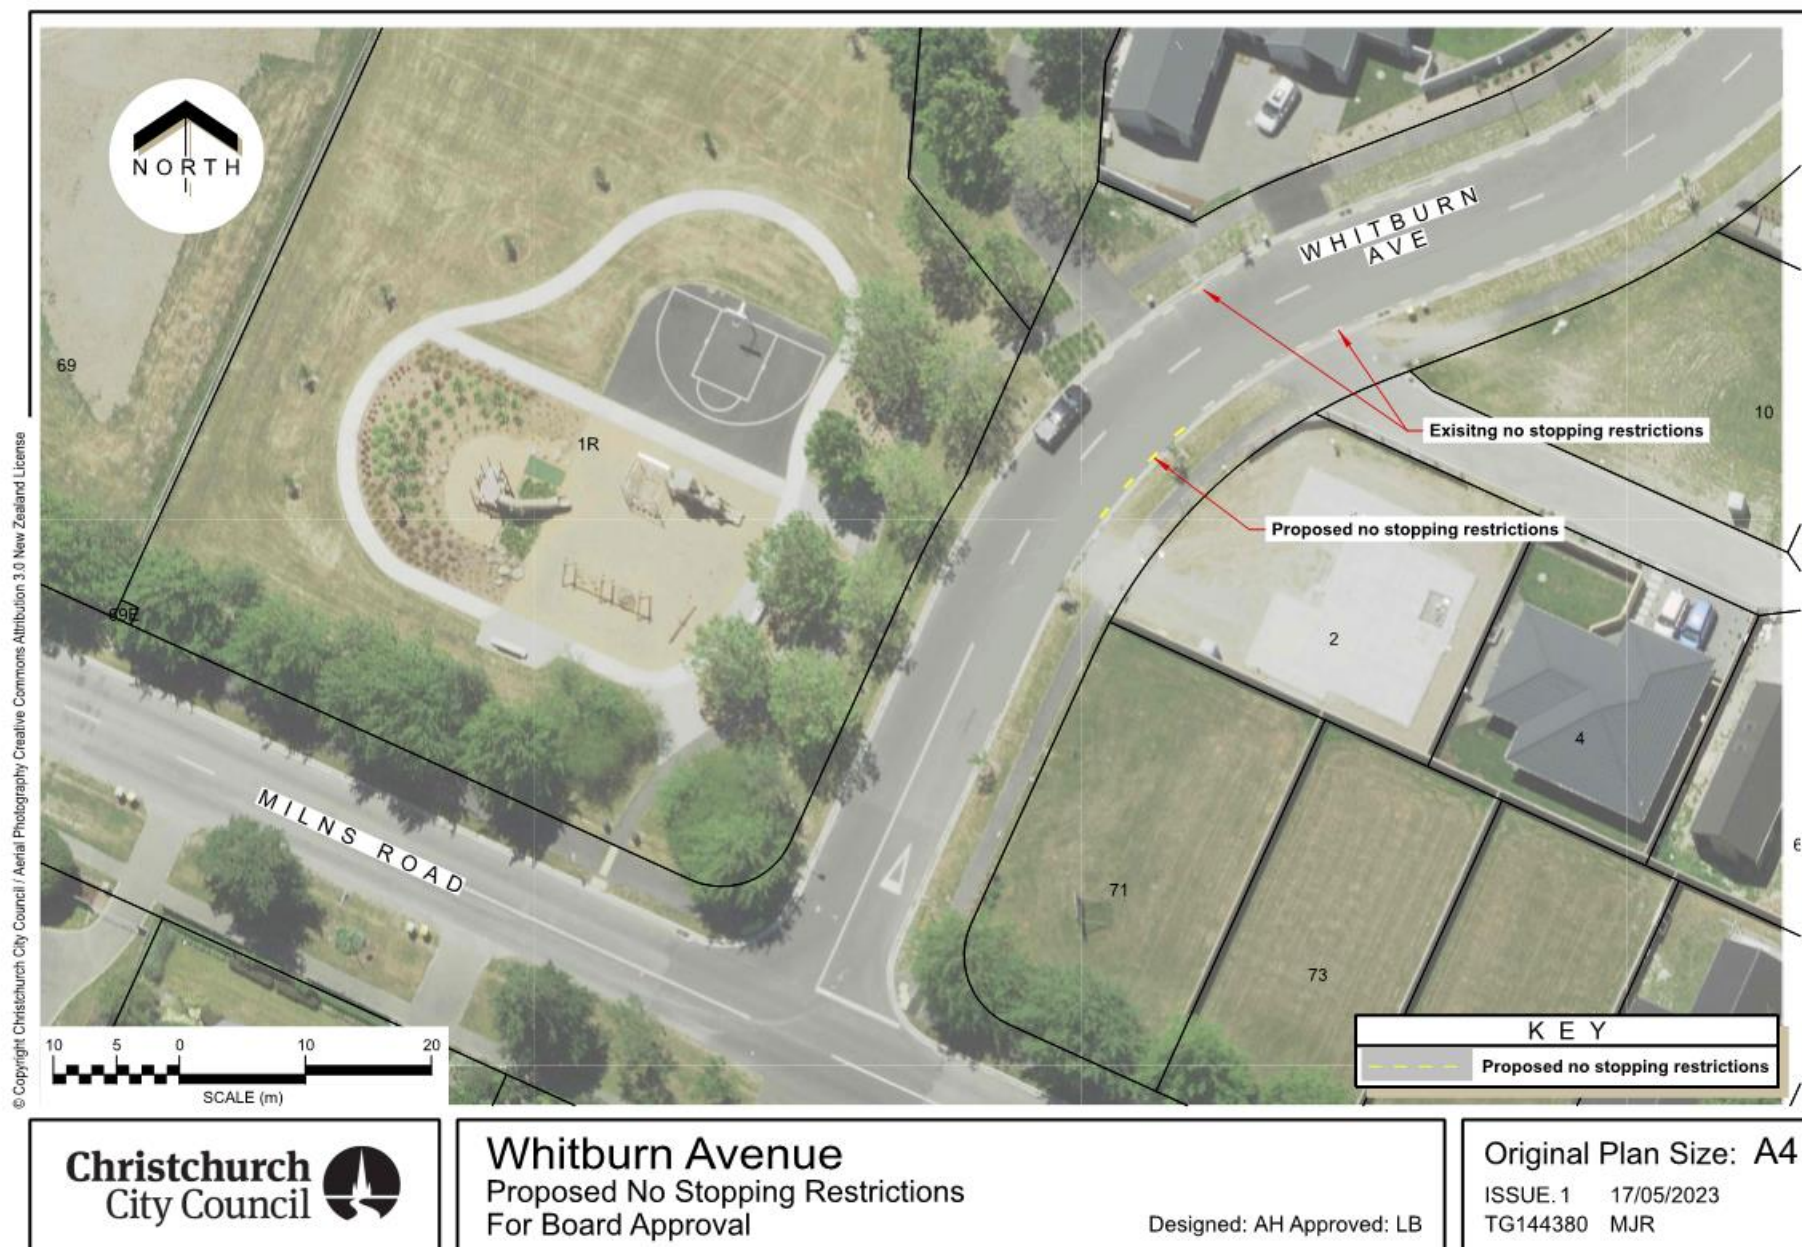 NORTH
WHITBURN
AVE
69
1R
10
Exisitng no stopping restrictions
Proposed no stopping restrictions
69E
2
4
6
MILNS ROAD
71
73
KEY
Proposed no stopping restrictions
10 5 0 10 20
SCALE (m)
© Copyright Christchurch City Council / Aerial Photography Creative Commons Attribution 3.0 New Zealand License
Christchurch
City Council
Whitburn Avenue
Proposed No Stopping Restrictions
For Board Approval
Designed: AH Approved: LB
Original Plan Size: A4
ISSUE. 1 17/05/2023
TG144380 MJR